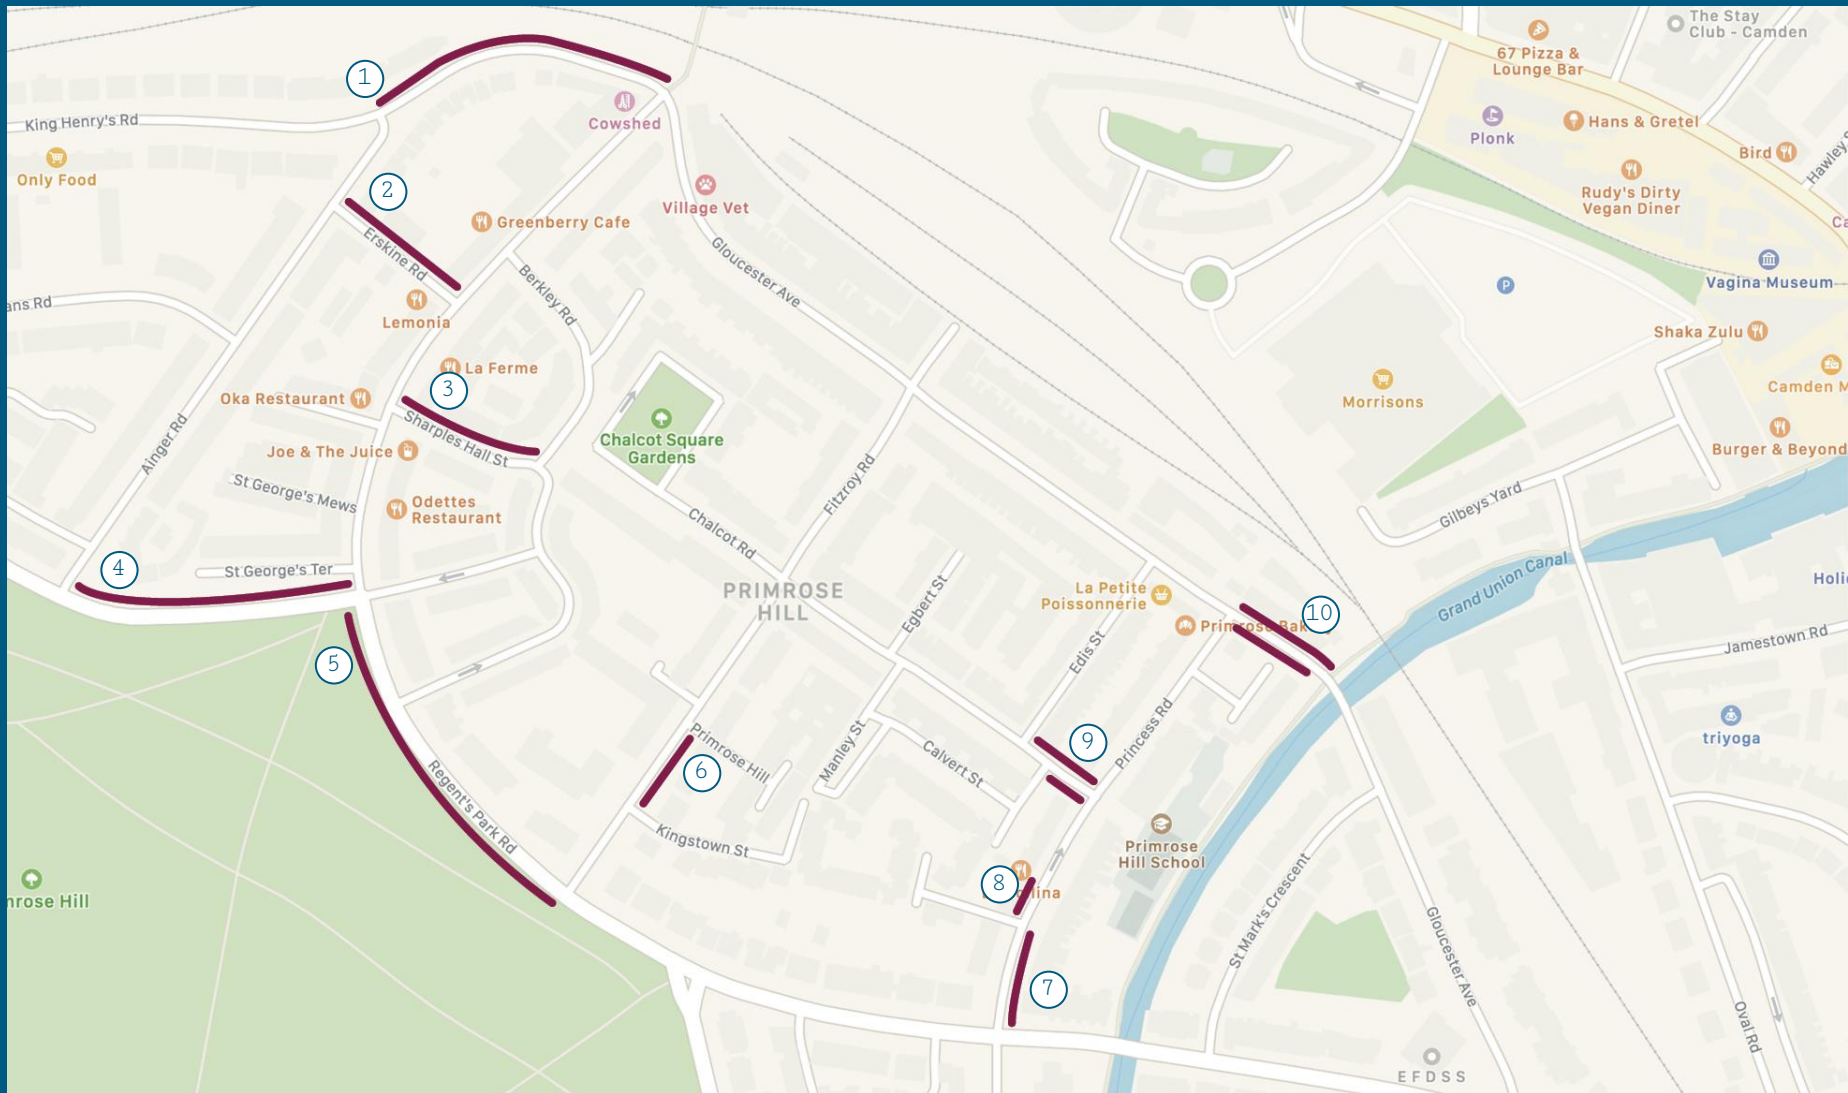 The Stay
Club - Camden
67 Pizza &
Lounge Bar
1
Cowshed
King Henry's Rd
Plonk
Hans & Gretel
Bird
Only Food
2
Village Vet
Rudy's Dirty
Vegan Diner
Greenberry Cafe
Erskine Rd
Berkley Rd
Gloucester Ave
P
Vagina Museum
ans Rd
Lemonia
Shaka Zulu
La Ferme
3
Oka Restaurant
Morrisons
Camden M
Ainger Rd
Sharples Hall St
Chalcot Square
Gardens
Joe & The Juice
Burger & Beyond
St George's Mews
Fitzroy Rd
Odettes
Restaurant
Gilbeys Yard
Chalcot Rd
4
St George's Ter
PRIMROSE
HILL
Egbert St
La Petite
Poissonnerie
Grand Union Canal
10
Edis St
5
Jamestown Rd
Primrose Hill
Manley St
Calvert St
9
Princess Rd
triyoga
6
Regent's Park Rd
Kingstown St
Primrose
Hill School
8
nrose Hill
St Mark's Crescent
Gloucester Ave
7
Oval Rd
EFDSS